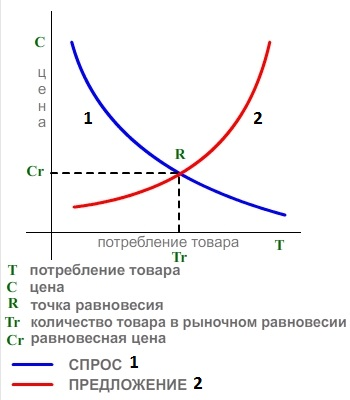 C
цена
1
2
R
Cr
потребление товара
T
Tr
T потребление товара
C цена
R точка равновесия
Tr количество товара в рыночном равновесии
Cr равновесная цена
СПРОС 1
ПРЕДЛОЖЕНИЕ 2